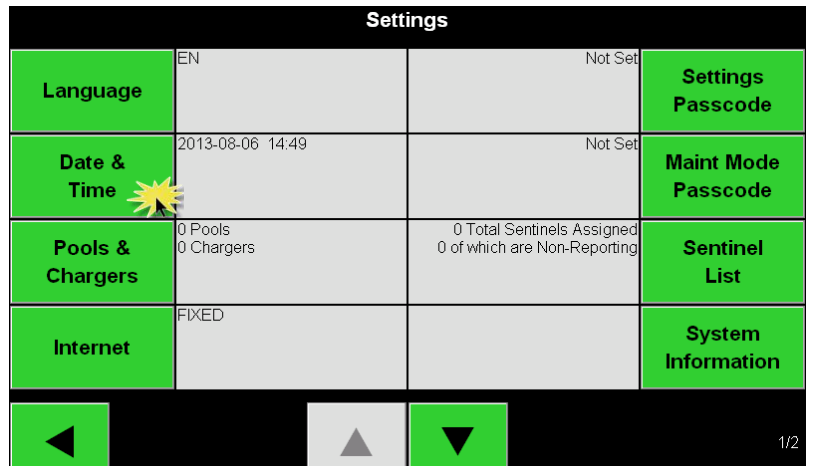 Settings
Language
EN
Not Set
Settings
Passcode
Date &
Time
2013-08-06 14:49
Not Set
Maint Mode
Passcode
Pools &
Chargers
0 Pools
0 Chargers
0 Total Sentinels Assigned
0 of which are Non-Reporting
Sentinel
List
Internet
FIXED
System
Information
1/2